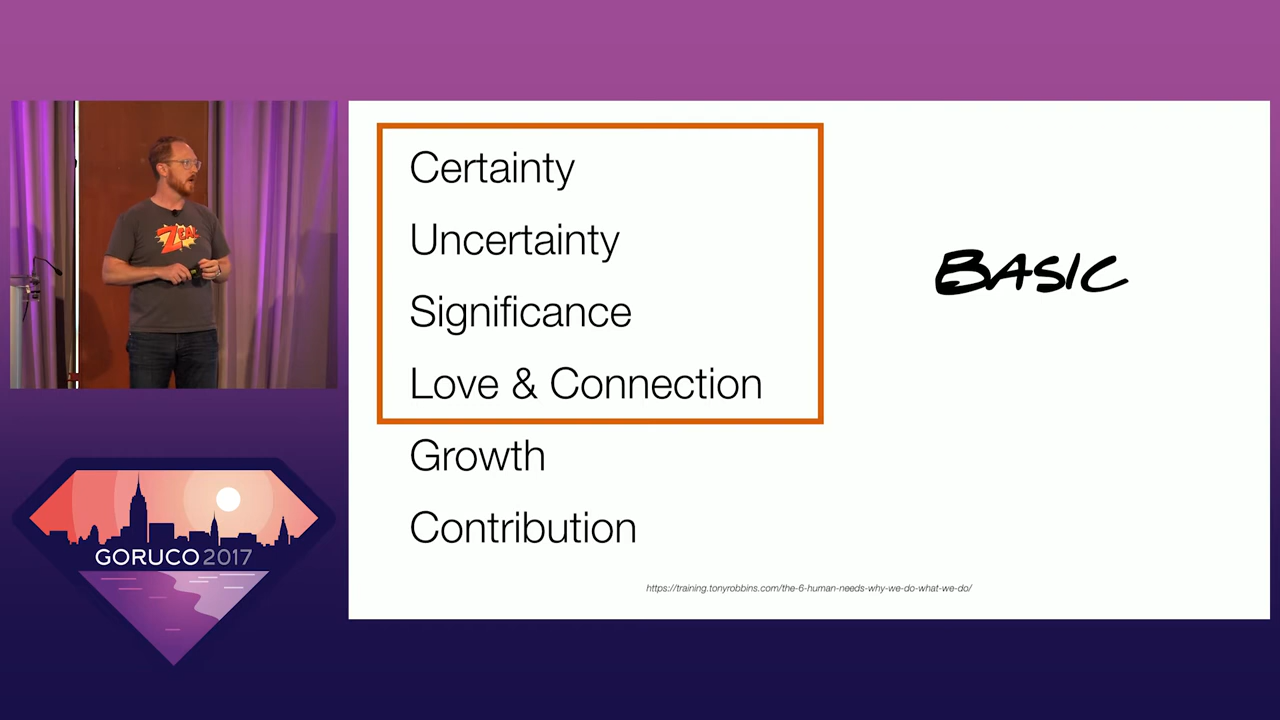 ZEAL
GORUCO 2017
Certainty
Uncertainty
Significance
Love & Connection
Growth
Contribution
BASIC
https://training.tonyrobbins.com/the-6-human-needs-why-we-do-what-we-do/